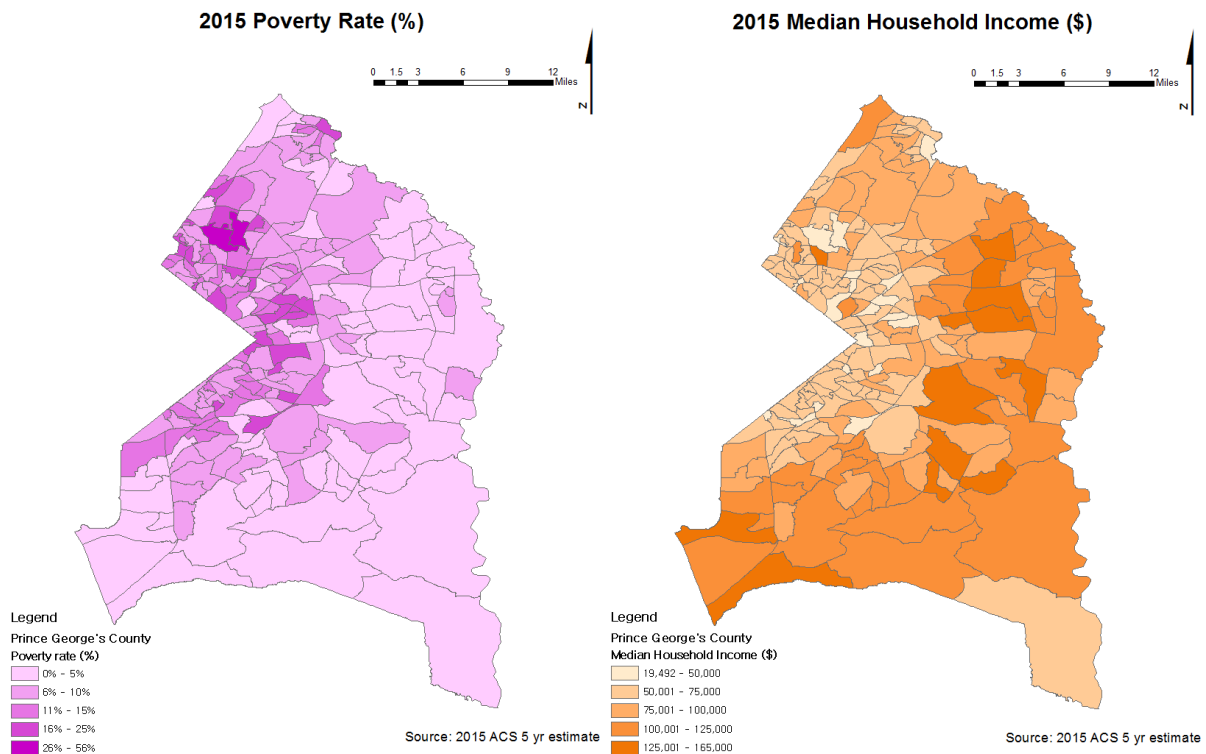 2015 Poverty Rate (%)
0 1.5 3 6 9 12
Miles
N
Legend
Prince George's County
Poverty rate (%)
0% - 5%
6% - 10%
11% - 15%
16% - 25%
26% - 56%
Source: 2015 ACS 5 yr estimate
2015 Median Household Income ($)
0 1.5 3 6 9 12
Miles
N
Legend
Prince George's County
Median Household Income ($)
19,492 - 50,000
50,001 - 75,000
75,001 - 100,000
100,001 - 125,000
125,001 - 165,000
Source: 2015 ACS 5 yr estimate